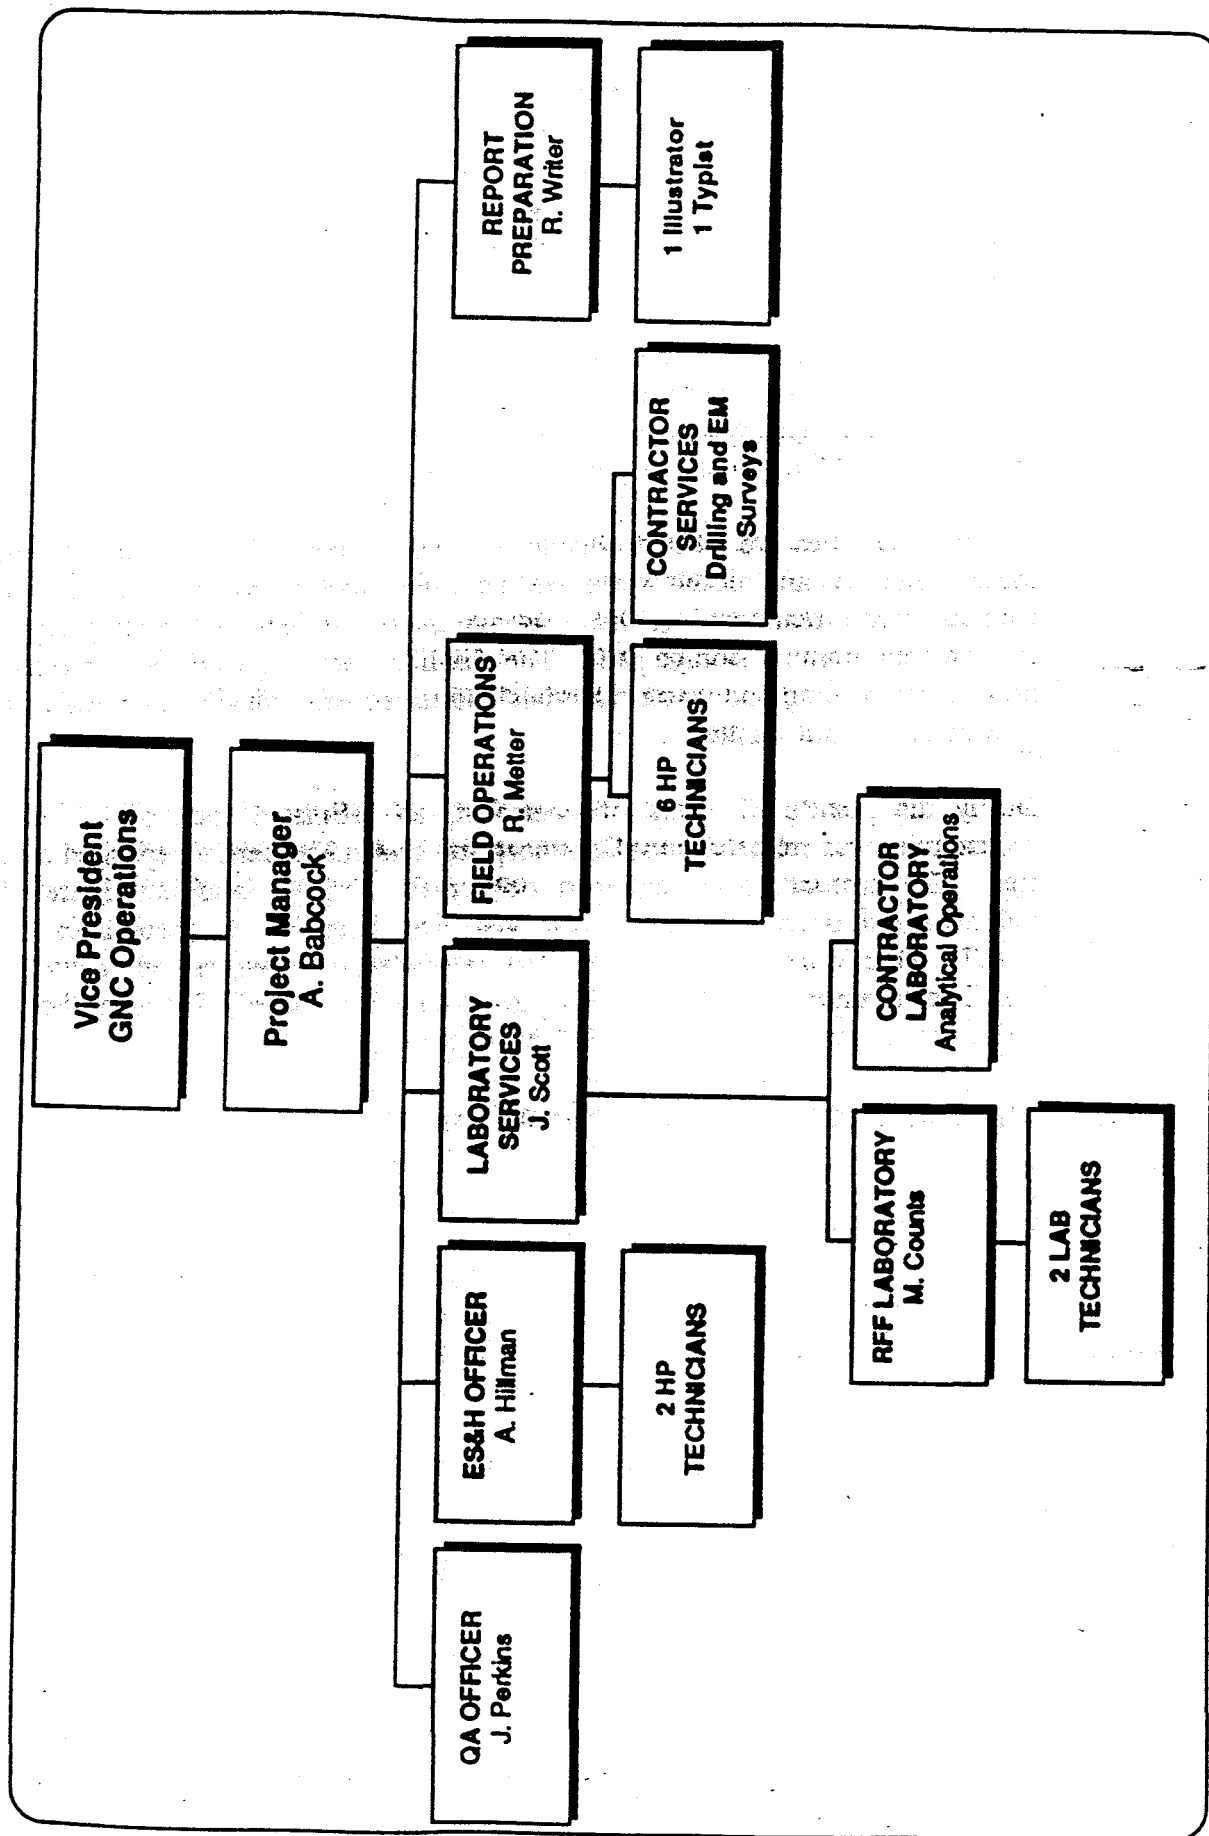 Vice President
GNC Operations
Project Manager
A. Babcock
QA OFFICER
J. Perkins
ES&H OFFICER
A. Hillman
LABORATORY
SERVICES
J. Scott
FIELD OPERATIONS
R. Metter
REPORT
PREPARATION
R. Writer
2 HP
TECHNICIANS
6 HP
TECHNICIANS
CONTRACTOR
SERVICES
Drilling and EM
Surveys
1 Illustrator
1 Typist
RFF LABORATORY
M. Counts
CONTRACTOR
LABORATORY
Analytical Operations
2 LAB
TECHNICIANS